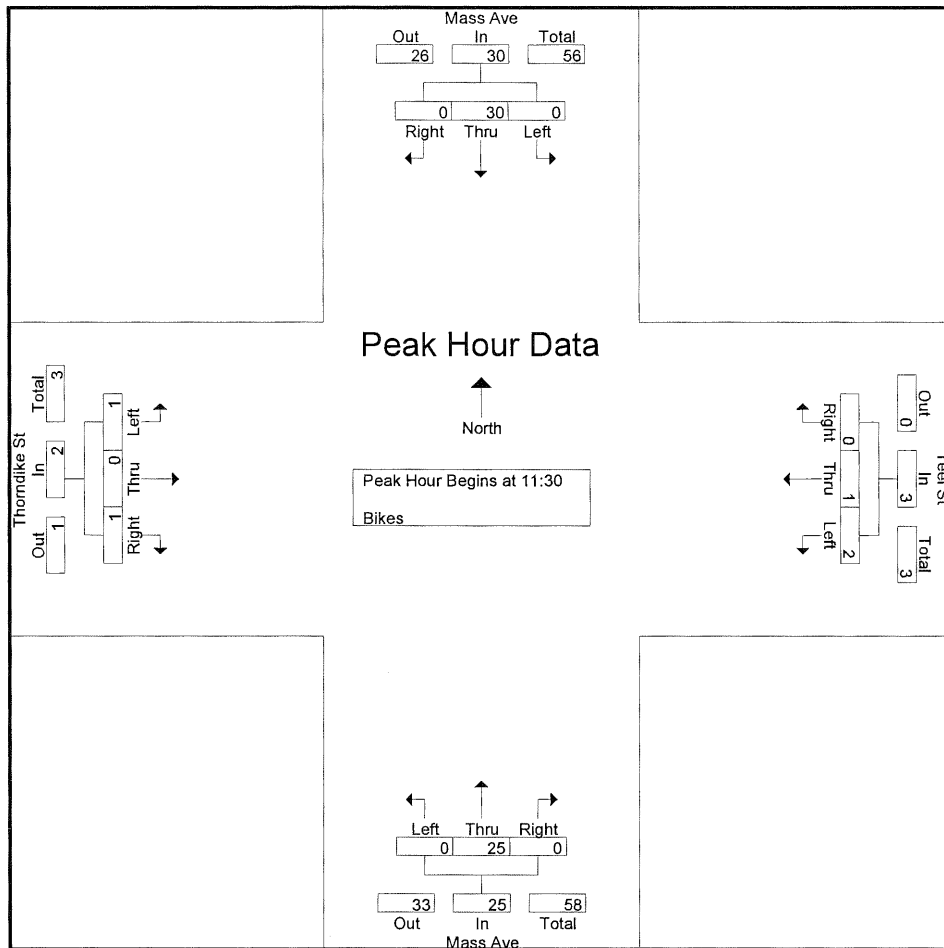 Mass Ave
Out In Total
26 30 56
0 30 0
Right Thru Left
Peak Hour Data
North
Peak Hour Begins at 11:30
Bikes
Thorndike St
Out In Total
1 2 3
1 0 1
Left Thru Right
Teel St
Out In Total
0 3 3
0 1 2
Right Thru Left
Left Thru Right
0 25 0
33 25 58
Out In Total
Mass Ave